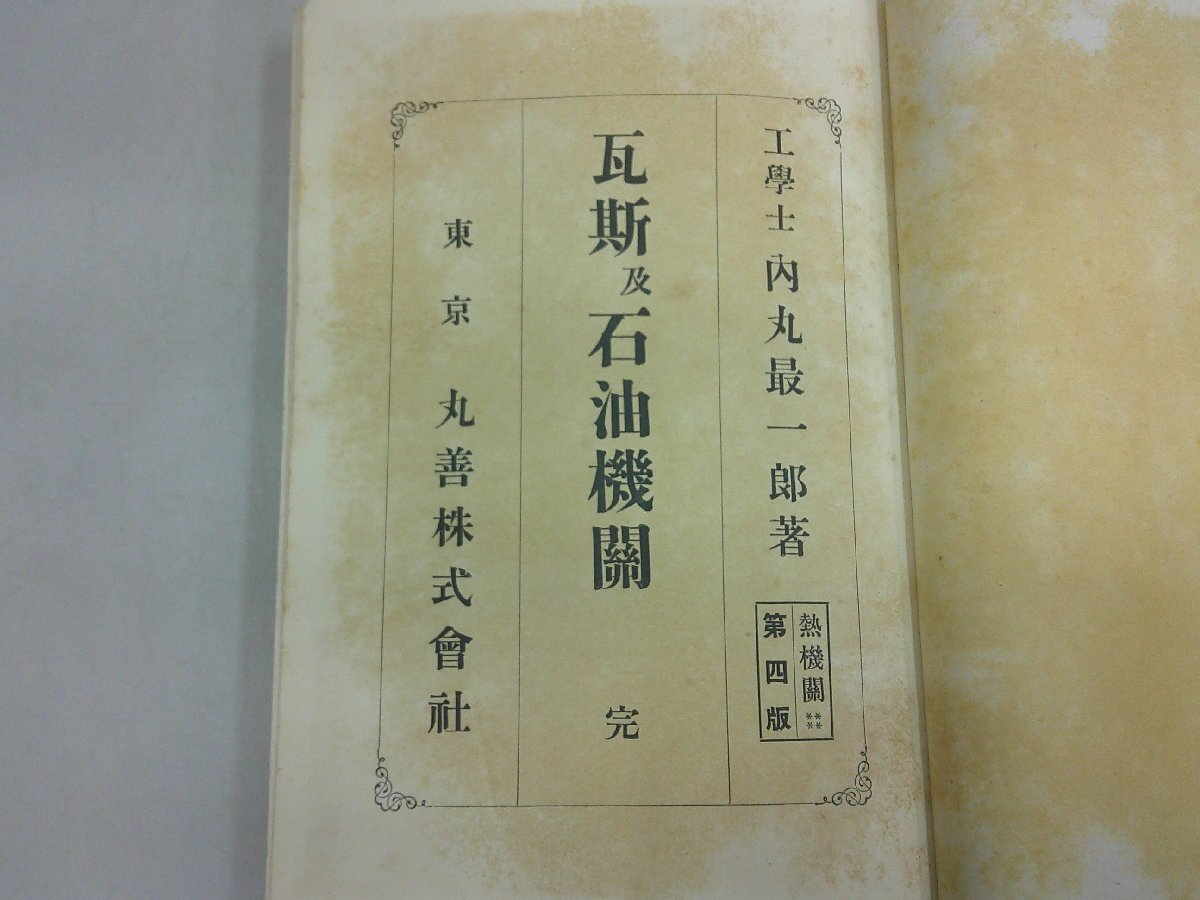 工學士 內丸最一郎著
熱機關 ⁑⁑
第四版
瓦斯及石油機關 完
東京 丸善株式會社